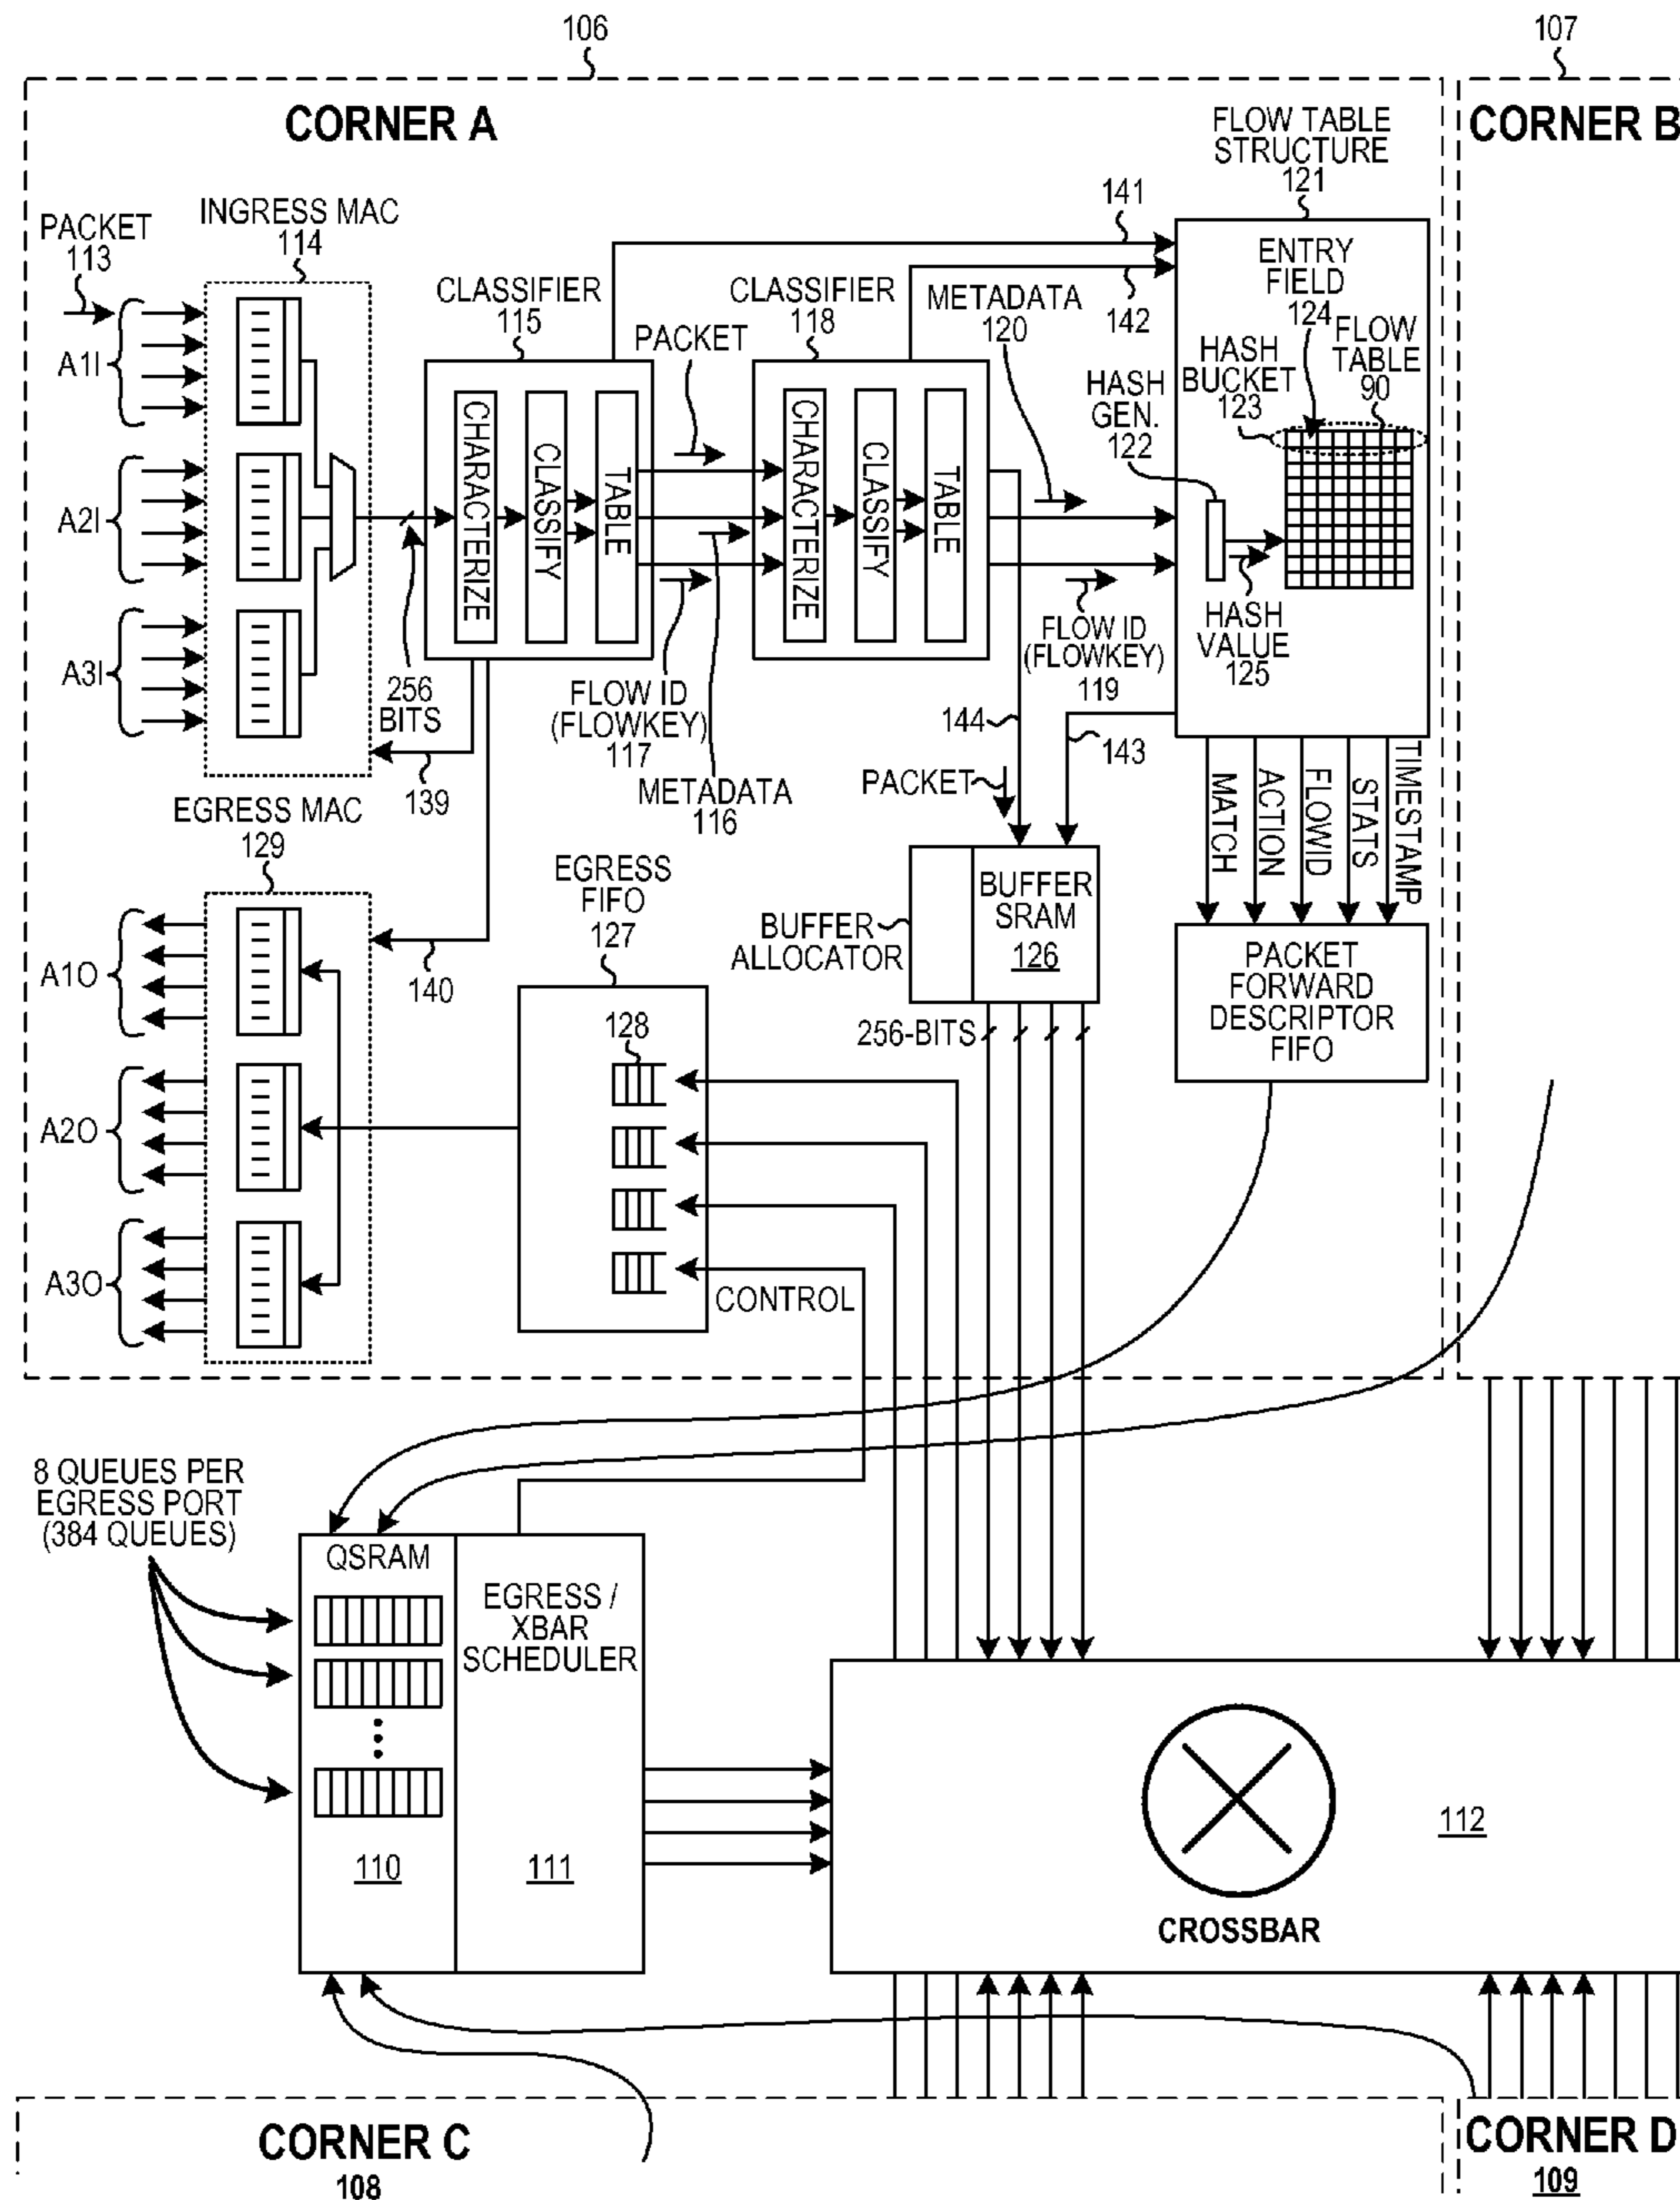 106
107
CORNER A
CORNER B
FLOW TABLE
STRUCTURE
121
INGRESS MAC
114
PACKET
113
141
142
CLASSIFIER
115
CLASSIFIER
118
METADATA
120
PACKET
ENTRY
FIELD
124
FLOW
TABLE
90
HASH
BUCKET
123
HASH
GEN.
122
A1I
A2I
A3I
CHARACTERIZE
CLASSIFY
TABLE
CHARACTERIZE
CLASSIFY
TABLE
HASH
VALUE
125
FLOW ID
(FLOWKEY)
119
256
BITS
FLOW ID
(FLOWKEY)
117
METADATA
116
139
144
143
PACKET
MATCH
ACTION
FLOWID
STATS
TIMESTAMP
EGRESS MAC
129
EGRESS
FIFO
127
140
BUFFER
ALLOCATOR
BUFFER
SRAM
126
PACKET
FORWARD
DESCRIPTOR
FIFO
256-BITS
128
A1O
A2O
A3O
CONTROL
8 QUEUES PER
EGRESS PORT
(384 QUEUES)
QSRAM
EGRESS /
XBAR
SCHEDULER
110
111
112
CROSSBAR
CORNER C
108
CORNER D
109